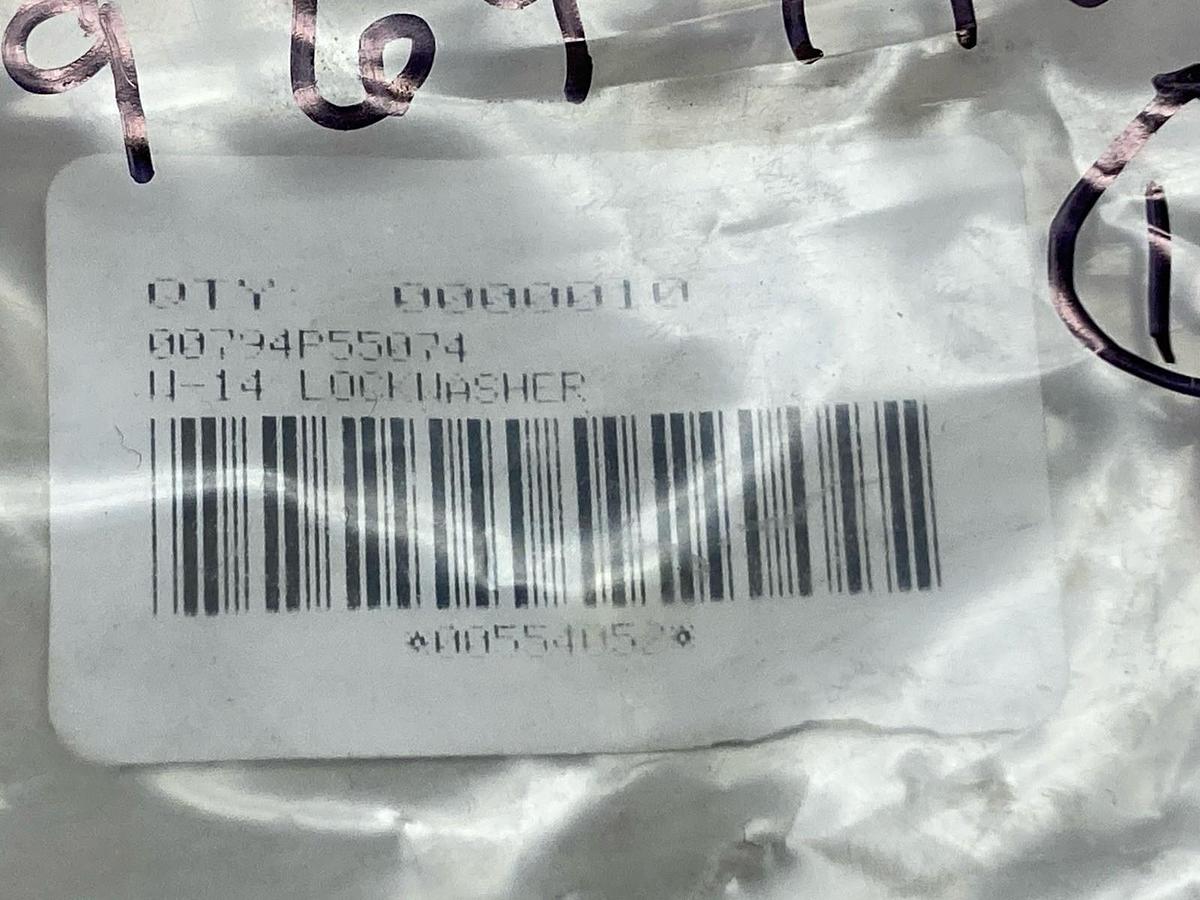 QTY 0000010
00794P55074
W-14 LOCKWASHER
*00554052*